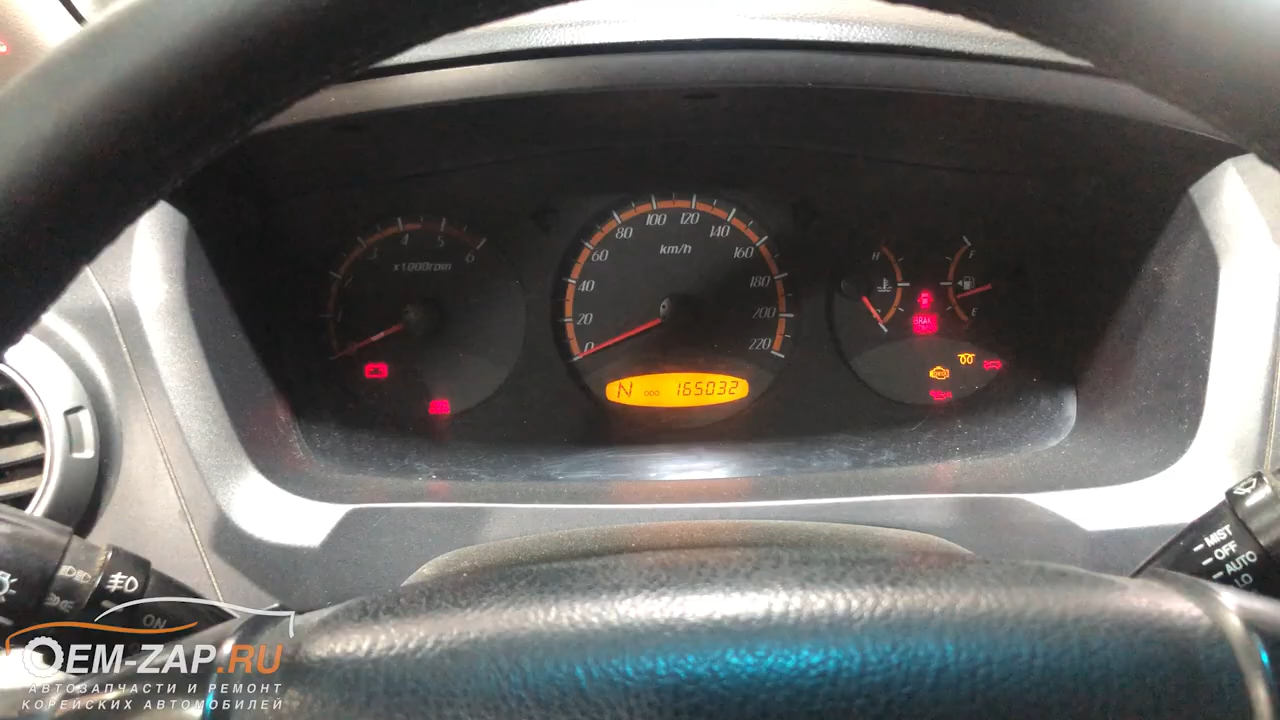 4 5
3 6
x1000rpm
0 20 40 60 80 100 120 140 160 180 200 220
km/h
N ODO 165032
H
F
E
BRAKE
MIST
OFF
AUTO
LO
ON
OEM-ZAP.RU
АВТОЗАПЧАСТИ И РЕМОНТ
КОРЕЙСКИХ АВТОМОБИЛЕЙ